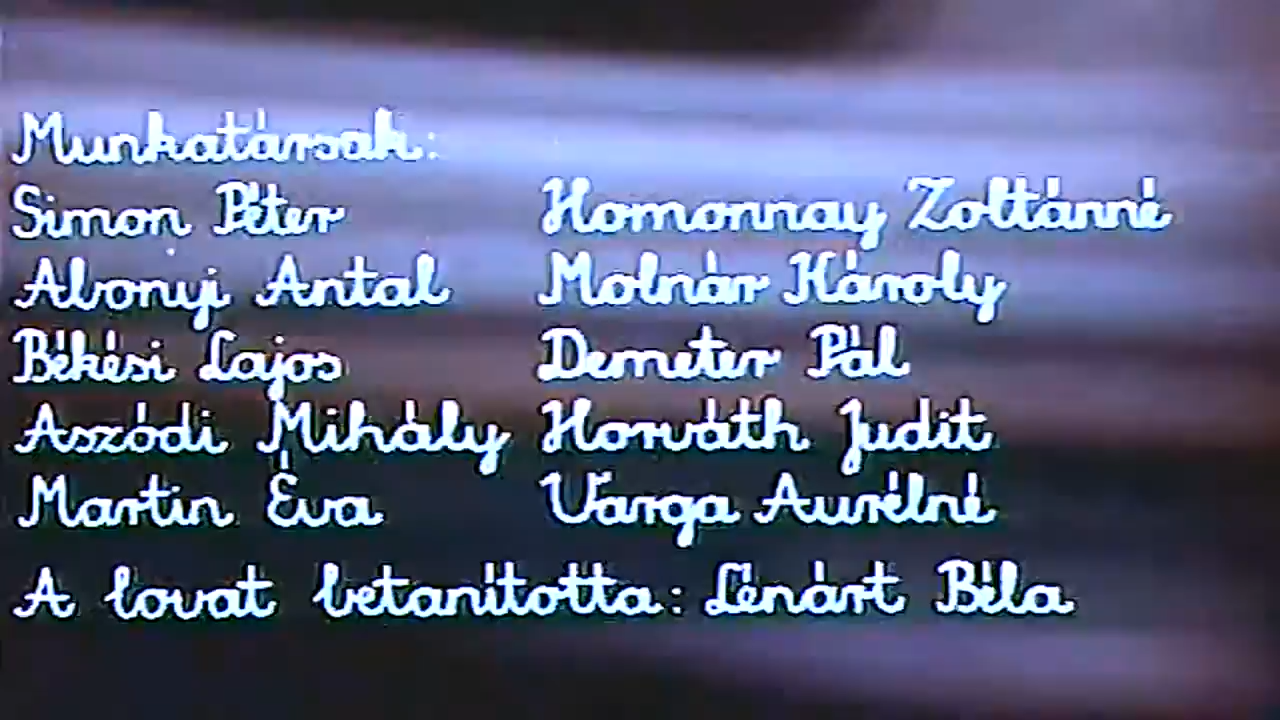 Munkatársak:
Simon Péter Homonnay Zoltánné
Abonyi Antal Molnár Károly
Békési Lajos Demeter Pál
Aszódi Mihály Horváth Judit
Martin Éva Varga Aurélné
A lovat betanította: Lénárt Béla